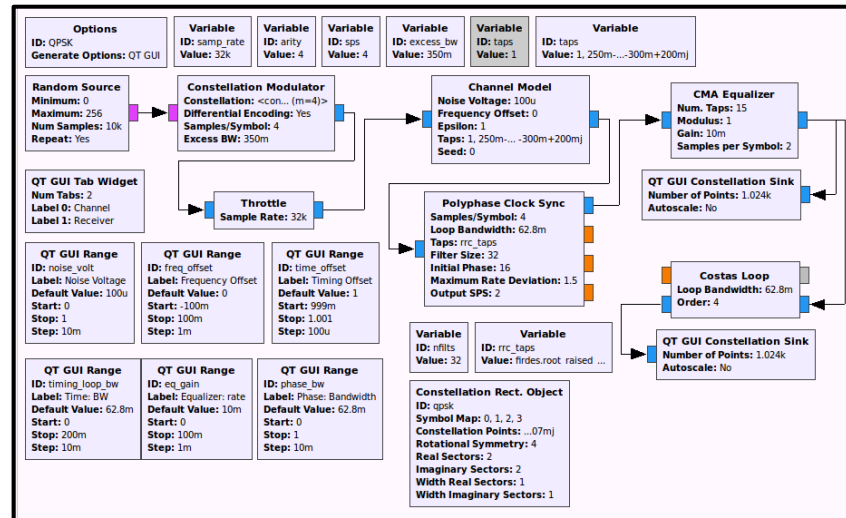 Options
ID: QPSK
Generate Options: QT GUI
Variable
ID: samp_rate
Value: 32k
Variable
ID: arity
Value: 4
Variable
ID: sps
Value: 4
Variable
ID: excess_bw
Value: 350m
Variable
ID: taps
Value: 1
Variable
ID: taps
Value: 1, 250m-...-300m+200mj
Random Source
Minimum: 0
Maximum: 256
Num Samples: 10k
Repeat: Yes
Constellation Modulator
Constellation: <con... (m=4)>
Differential Encoding: Yes
Samples/Symbol: 4
Excess BW: 350m
Channel Model
Noise Voltage: 100u
Frequency Offset: 0
Epsilon: 1
Taps: 1, 250m-... -300m+200mj
Seed: 0
CMA Equalizer
Num. Taps: 15
Modulus: 1
Gain: 10m
Samples per Symbol: 2
QT GUI Tab Widget
Num Tabs: 2
Label 0: Channel
Label 1: Receiver
Throttle
Sample Rate: 32k
Polyphase Clock Sync
Samples/Symbol: 4
Loop Bandwidth: 62.8m
Taps: rrc_taps
Filter Size: 32
Initial Phase: 16
Maximum Rate Deviation: 1.5
Output SPS: 2
QT GUI Constellation Sink
Number of Points: 1.024k
Autoscale: No
QT GUI Range
ID: noise_volt
Label: Noise Voltage
Default Value: 100u
Start: 0
Stop: 1
Step: 10m
QT GUI Range
ID: freq_offset
Label: Frequency Offset
Default Value: 0
Start: -100m
Stop: 100m
Step: 1m
QT GUI Range
ID: time_offset
Label: Timing Offset
Default Value: 1
Start: 999m
Stop: 1.001
Step: 100u
Costas Loop
Loop Bandwidth: 62.8m
Order: 4
Variable
ID: nfilts
Value: 32
Variable
ID: rrc_taps
Value: firdes.root_raised_...
QT GUI Constellation Sink
Number of Points: 1.024k
Autoscale: No
QT GUI Range
ID: timing_loop_bw
Label: Time: BW
Default Value: 62.8m
Start: 0
Stop: 200m
Step: 10m
QT GUI Range
ID: eq_gain
Label: Equalizer: rate
Default Value: 10m
Start: 0
Stop: 100m
Step: 1m
QT GUI Range
ID: phase_bw
Label: Phase: Bandwidth
Default Value: 62.8m
Start: 0
Stop: 1
Step: 10m
Constellation Rect. Object
ID: qpsk
Symbol Map: 0, 1, 2, 3
Constellation Points: ...07mj
Rotational Symmetry: 4
Real Sectors: 2
Imaginary Sectors: 2
Width Real Sectors: 1
Width Imaginary Sectors: 1